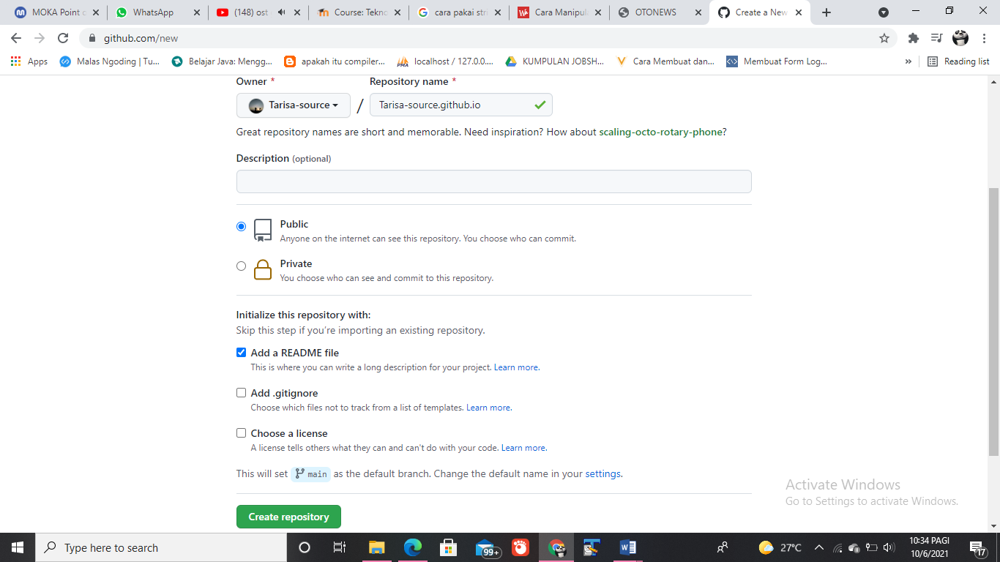 MOKA Point o
WhatsApp
(148) ost
Course: Tekno
cara pakai stri
Cara Manipul
OTONEWS
Create a New
github.com/new
Apps
Malas Ngoding | Tu...
Belajar Java: Mengg...
apakah itu compiler...
localhost / 127.0.0....
KUMPULAN JOBSH...
Cara Membuat dan...
Membuat Form Log...
»
Reading list
Owner *
Repository name *
Tarisa-source
/
Tarisa-source.github.io
Great repository names are short and memorable. Need inspiration? How about scaling-octo-rotary-phone?
Description (optional)
Public
Anyone on the internet can see this repository. You choose who can commit.
Private
You choose who can see and commit to this repository.
Initialize this repository with:
Skip this step if you're importing an existing repository.
Add a README file
This is where you can write a long description for your project. Learn more.
Add .gitignore
Choose which files not to track from a list of templates. Learn more.
Choose a license
A license tells others what they can and can't do with your code. Learn more.
This will set main as the default branch. Change the default name in your settings.
Create repository
Activate Windows
Go to Settings to activate Windows.
Type here to search
99+
27°C
10:34 PAGI
10/6/2021
17